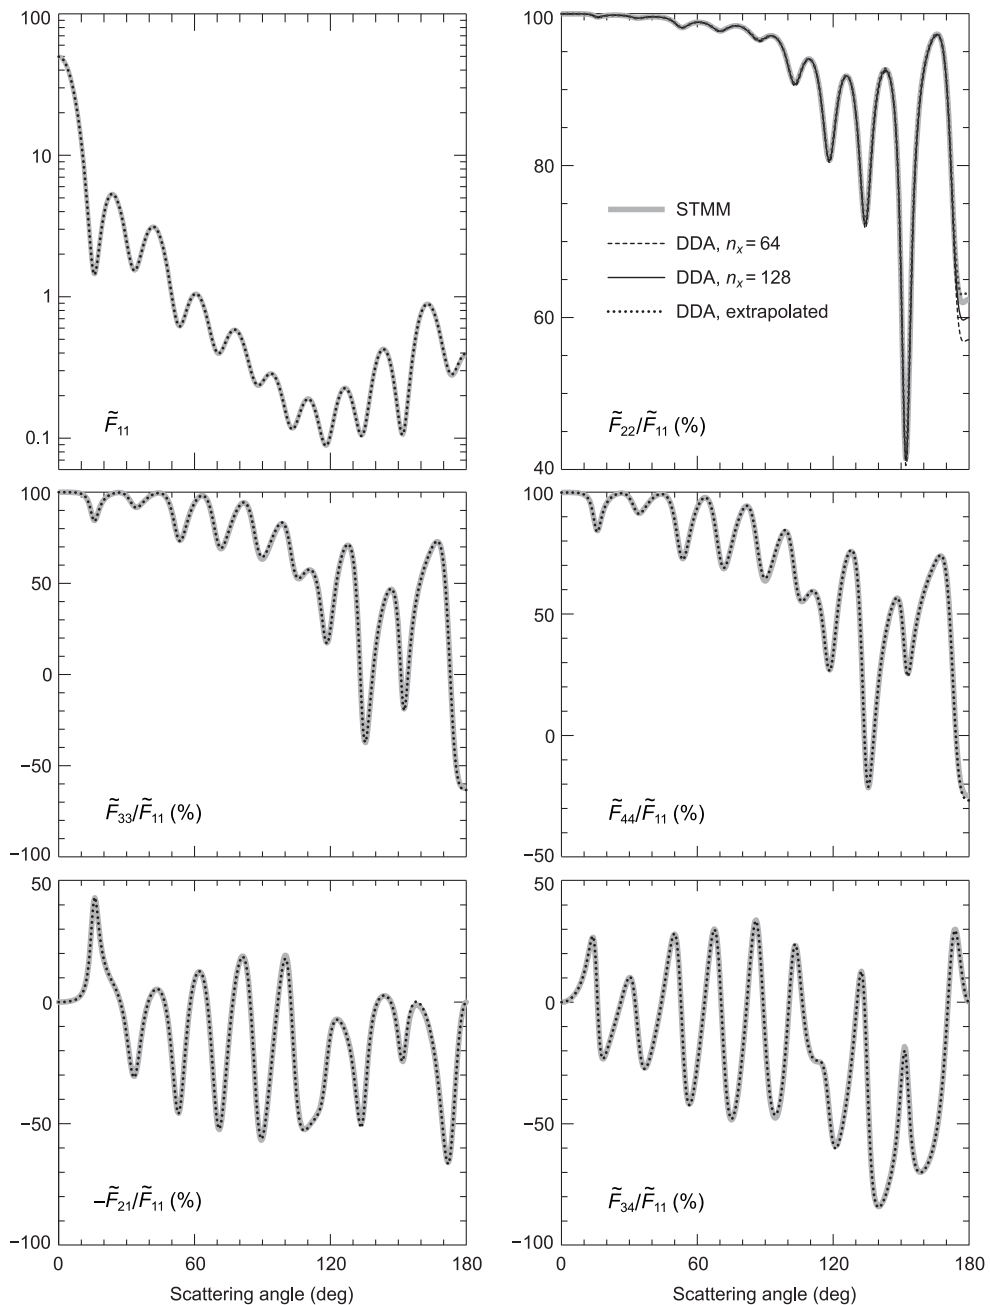 100
10
1
0.1
F̃₁₁
100
80
60
40
STMM
DDA, nₓ = 64
DDA, nₓ = 128
DDA, extrapolated
F̃₂₂/F̃₁₁ (%)
100
50
0
−50
−100
F̃₃₃/F̃₁₁ (%)
100
50
0
−50
F̃₄₄/F̃₁₁ (%)
50
0
−50
−100
−F̃₂₁/F̃₁₁ (%)
0 60 120 180
Scattering angle (deg)
50
0
−50
−100
F̃₃₄/F̃₁₁ (%)
0 60 120 180
Scattering angle (deg)